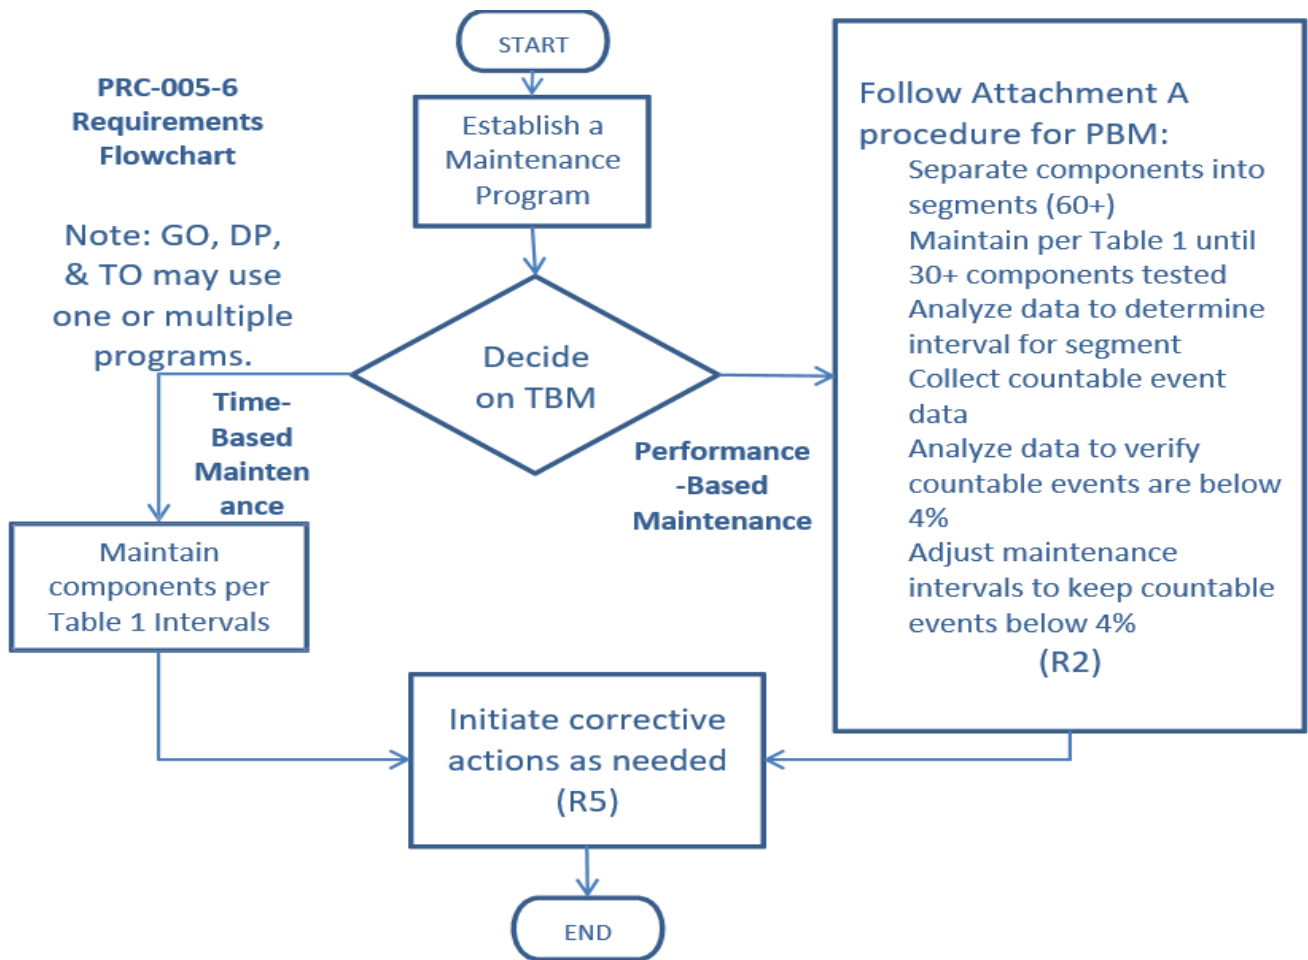 START
PRC-005-6
Requirements
Flowchart
Establish a
Maintenance
Program
Note: GO, DP,
& TO may use
one or multiple
programs.
Decide
on TBM
Time-
Based
Mainten
ance
Performance
-Based
Maintenance
Follow Attachment A
procedure for PBM:
Separate components into
segments (60+)
Maintain per Table 1 until
30+ components tested
Analyze data to determine
interval for segment
Collect countable event
data
Analyze data to verify
countable events are below
4%
Adjust maintenance
intervals to keep countable
events below 4%
(R2)
Maintain
components per
Table 1 Intervals
Initiate corrective
actions as needed
(R5)
END